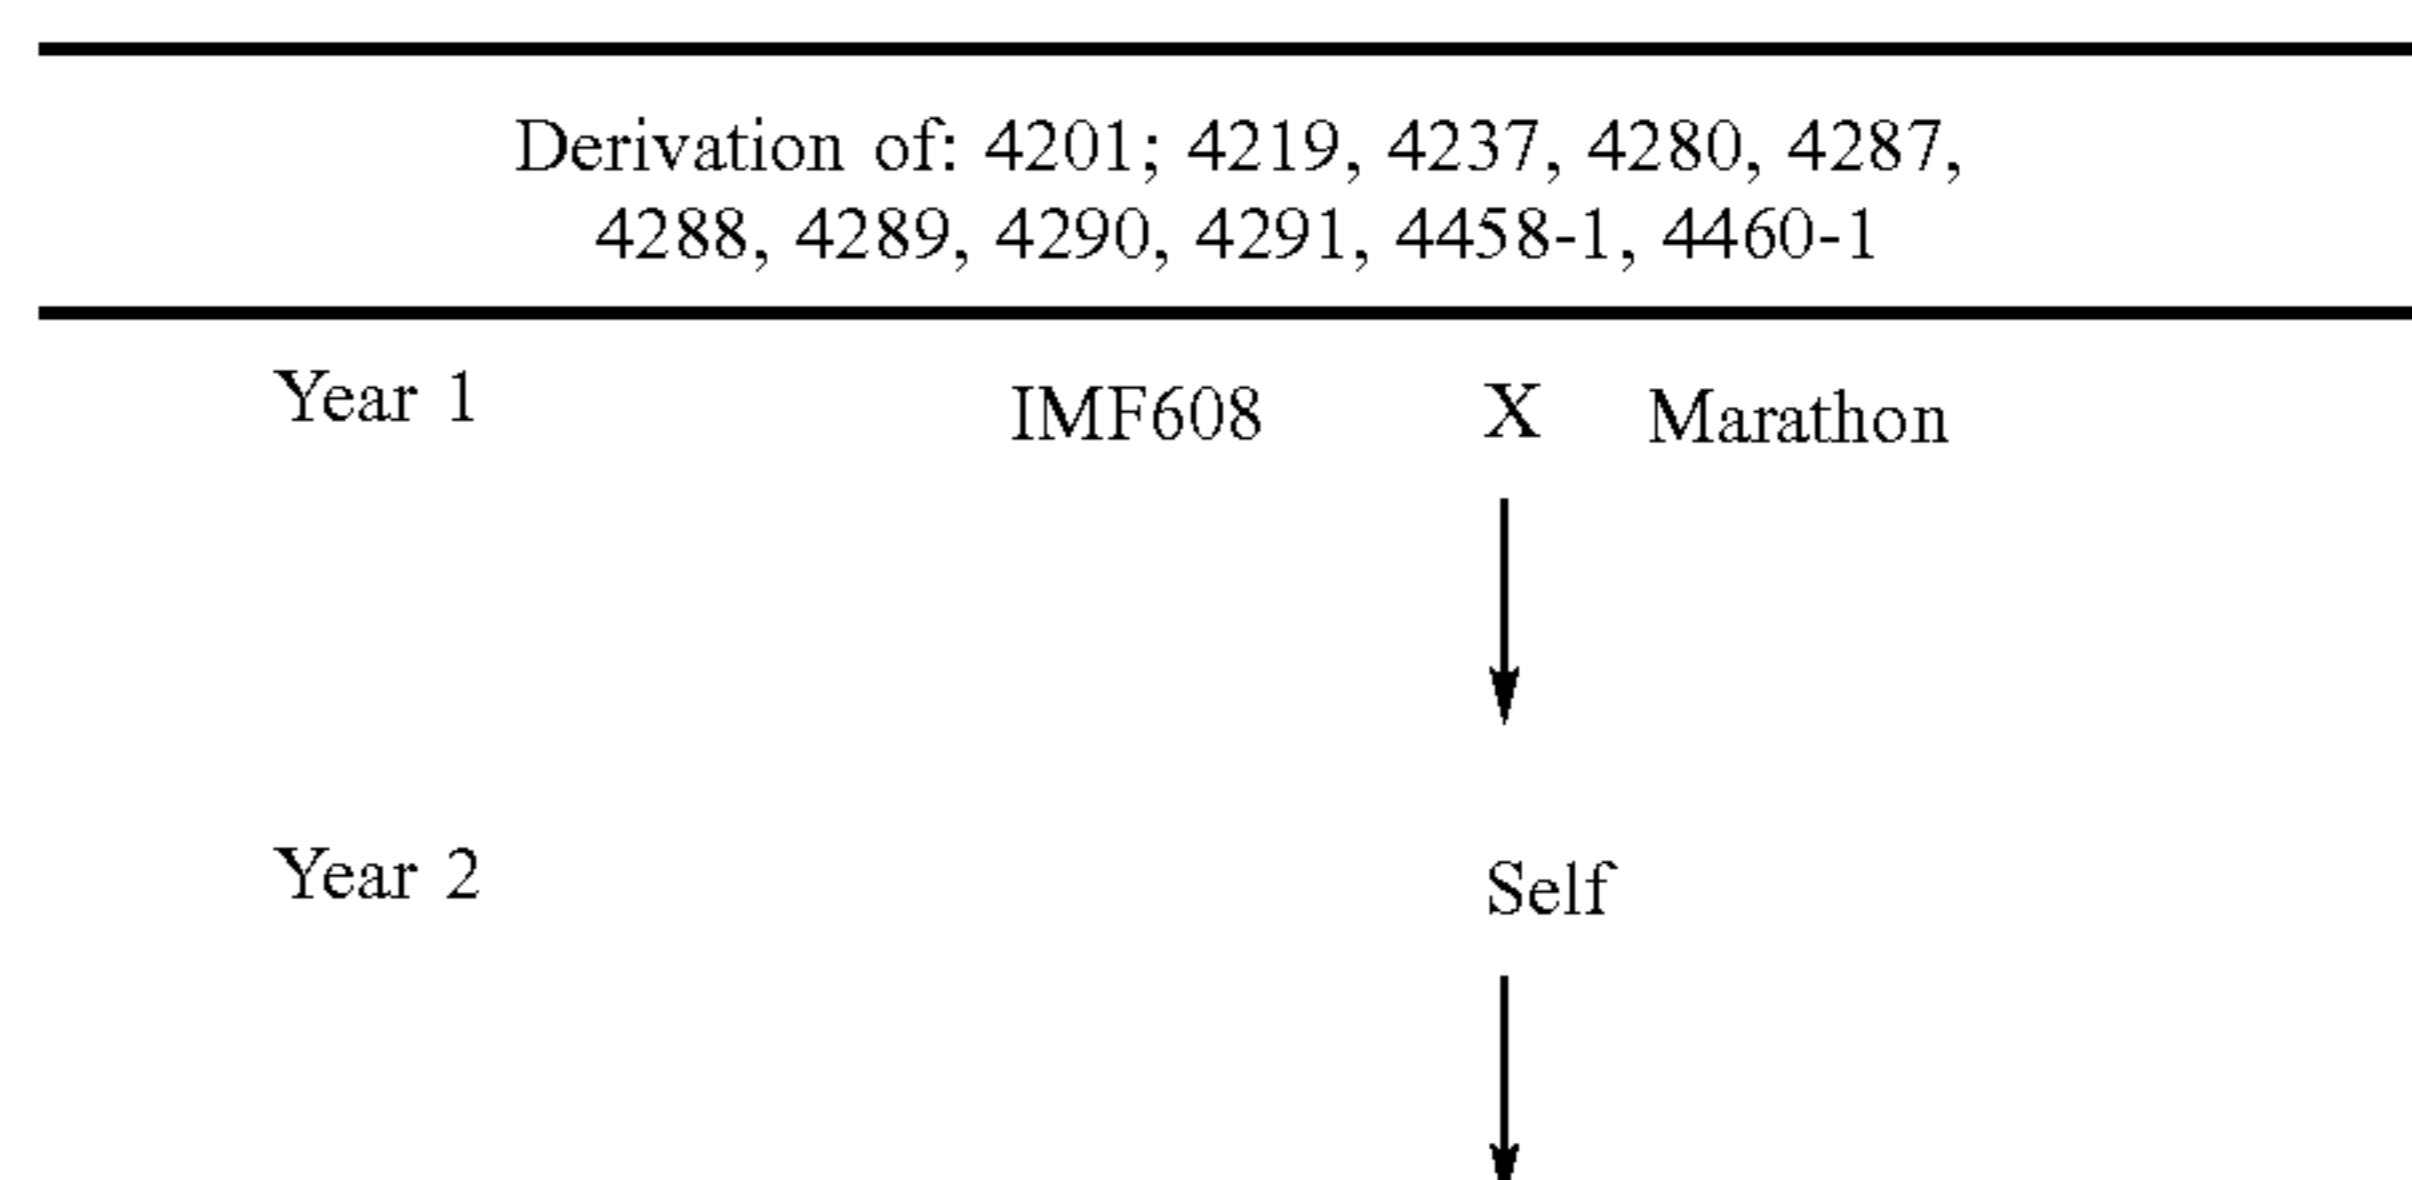 Derivation of: 4201; 4219, 4237, 4280, 4287,
4288, 4289, 4290, 4291, 4458-1, 4460-1
Year 1 IMF608 X Marathon
Year 2 Self